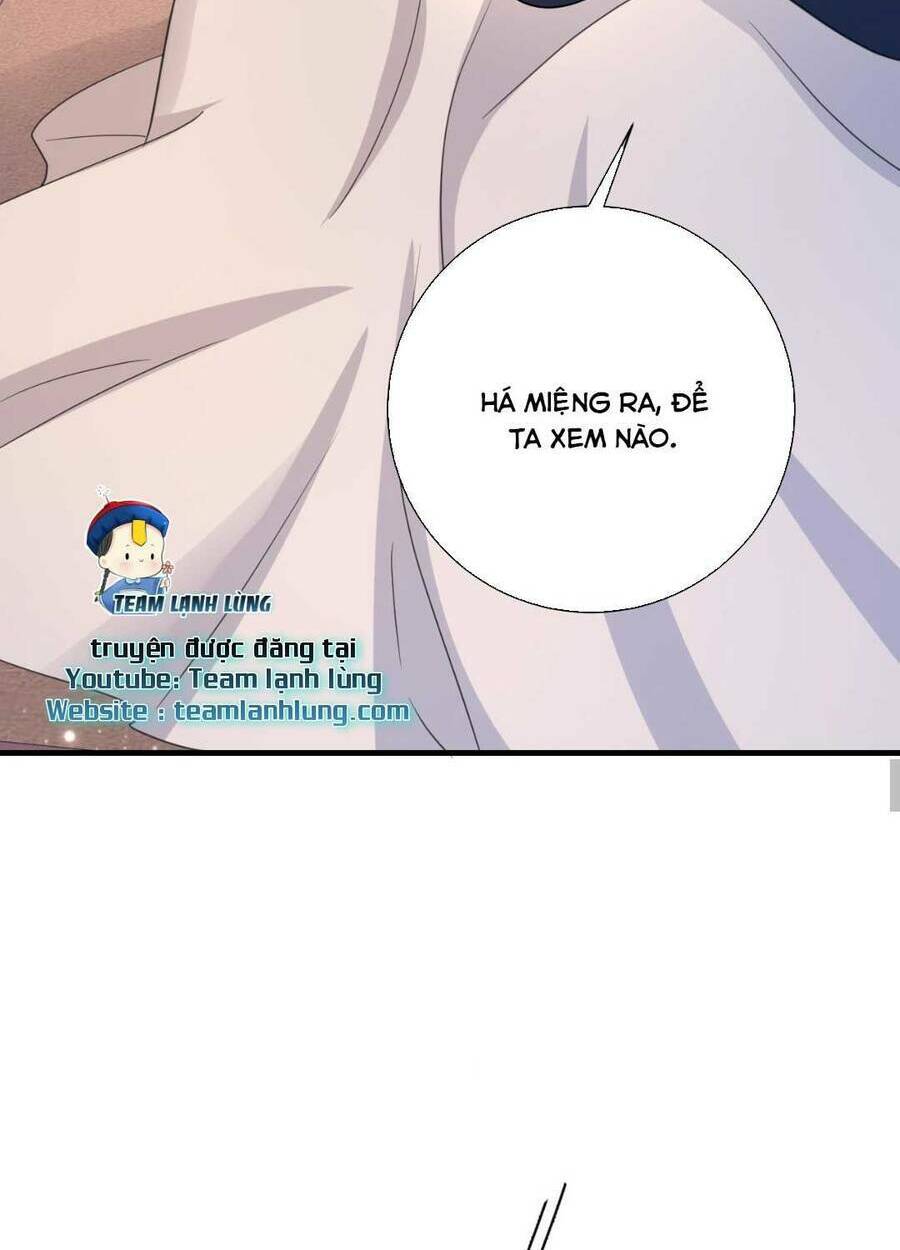 HÁ MIỆNG RA, ĐỂ
TA XEM NÀO.
TEAM LẠNH LÙNG
truyện được đăng tại
Youtube: Team lạnh lùng
Website : teamlanhlung.com